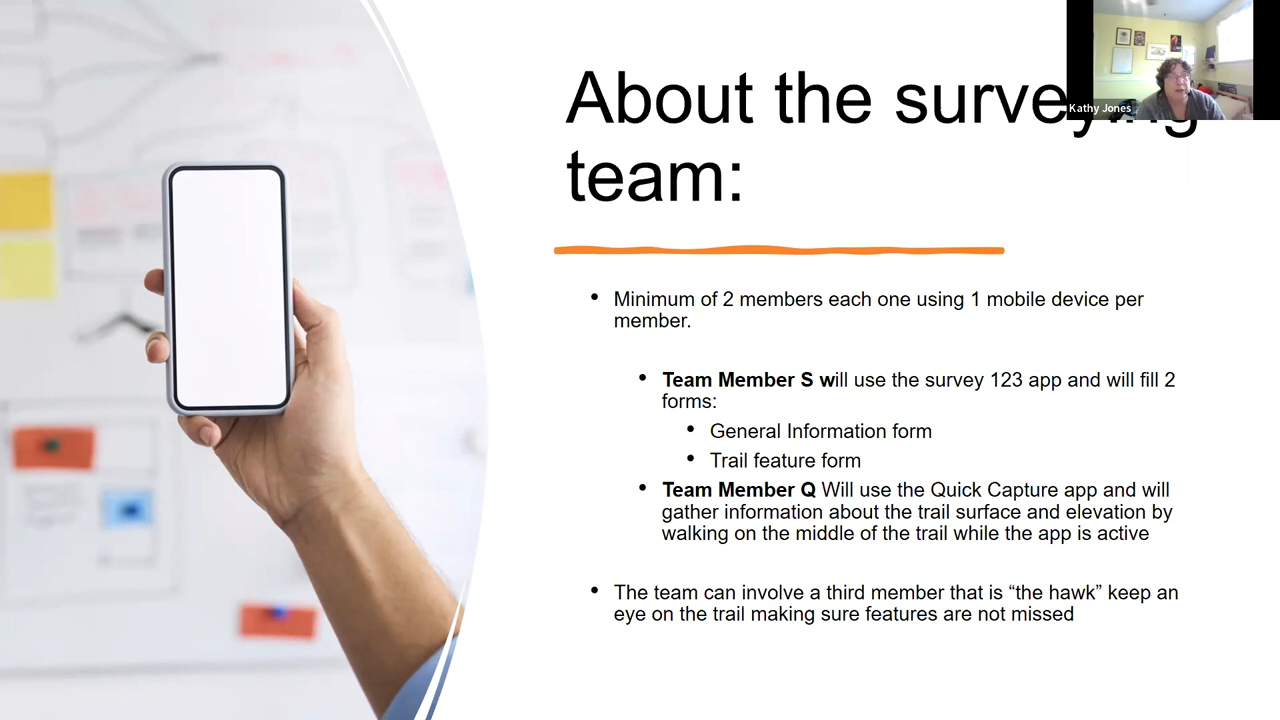 About the surveying
team:
Kathy Jones
• Minimum of 2 members each one using 1 mobile device per
member.
• Team Member S will use the survey 123 app and will fill 2
forms:
• General Information form
• Trail feature form
• Team Member Q Will use the Quick Capture app and will
gather information about the trail surface and elevation by
walking on the middle of the trail while the app is active
• The team can involve a third member that is “the hawk” keep an
eye on the trail making sure features are not missed